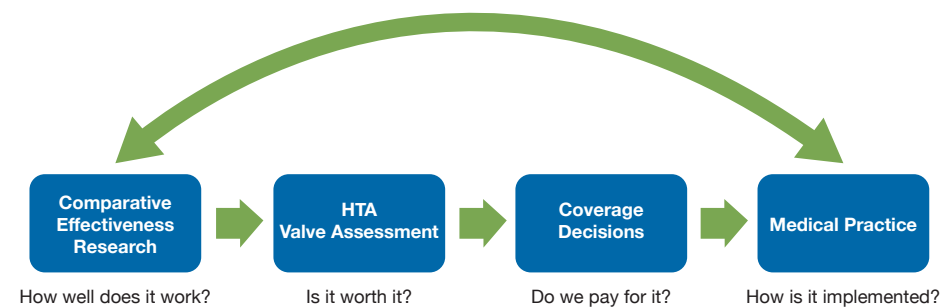 Comparative
Effectiveness
Research
HTA
Valve Assessment
Coverage
Decisions
Medical Practice
How well does it work?
Is it worth it?
Do we pay for it?
How is it implemented?